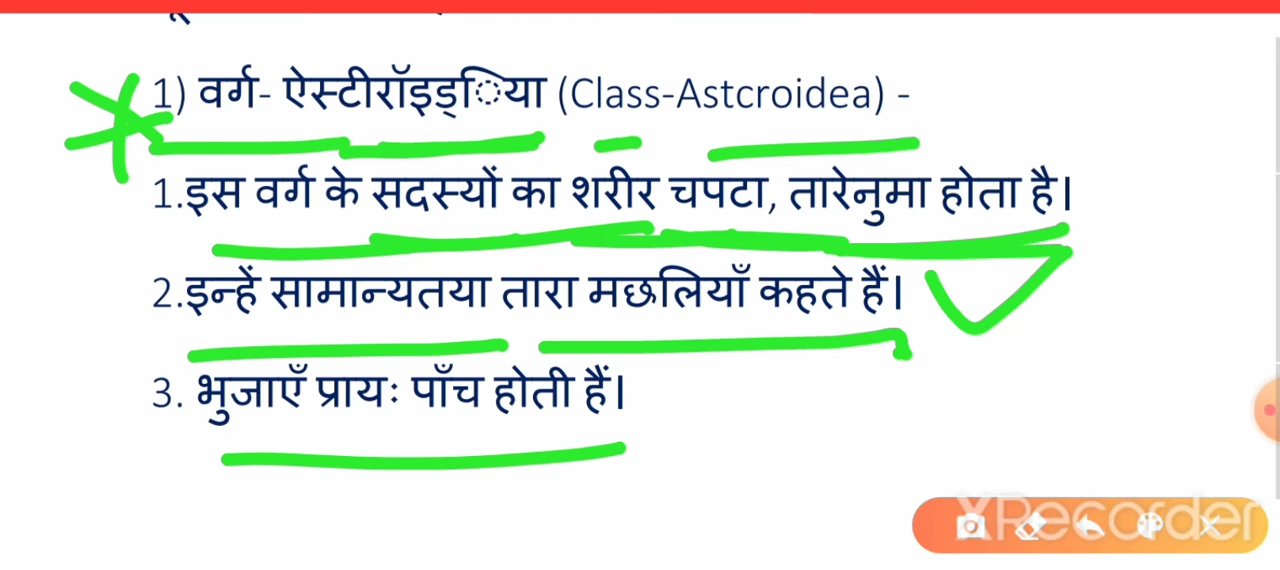 1) वर्ग- ऐस्टीरॉइड्िया (Class-Astcroidea) -
1.इस वर्ग के सदस्यों का शरीर चपटा, तारेनुमा होता है।
2.इन्हें सामान्यतया तारा मछलियाँ कहते हैं।
3. भुजाएँ प्रायः पाँच होती हैं।
XRecorder